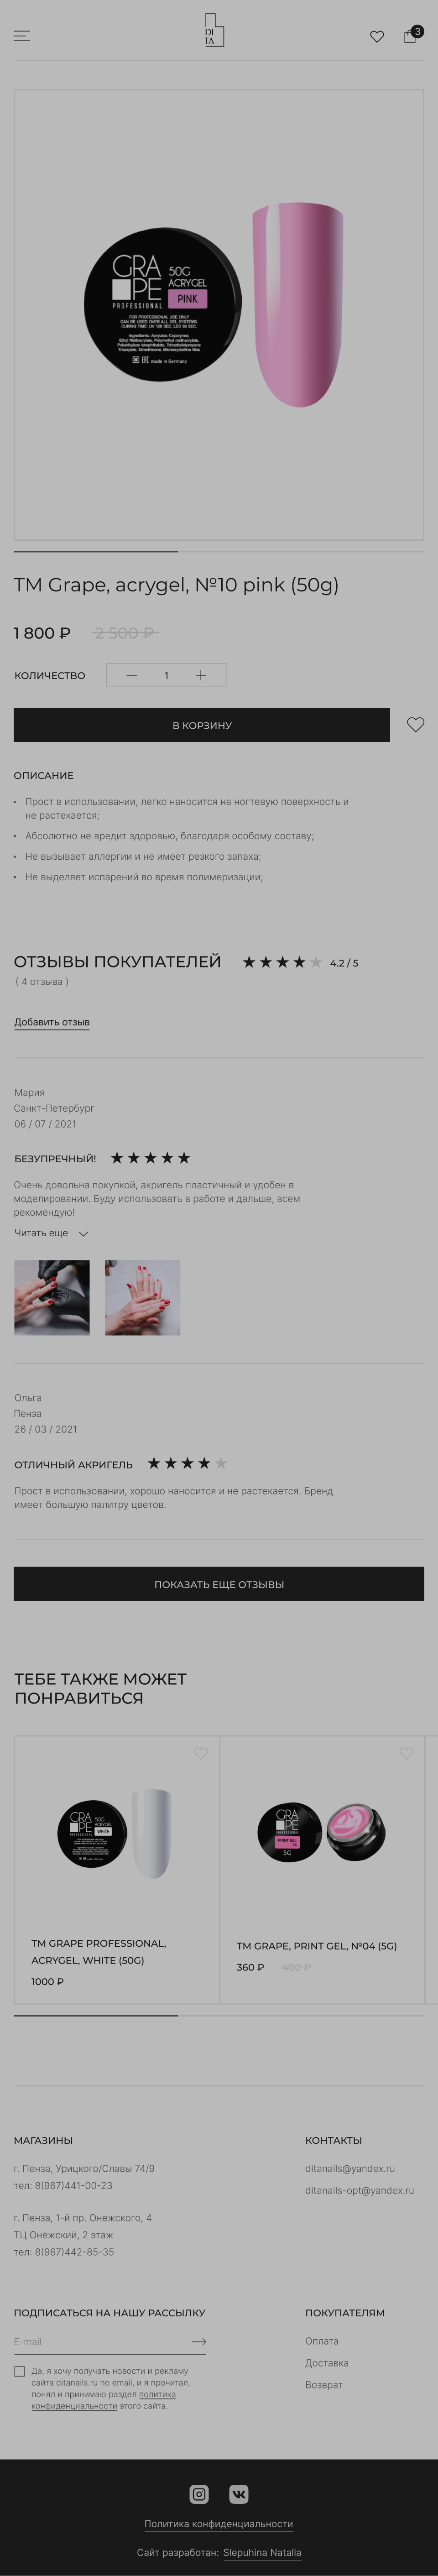 DI
TA
3
GRA
PE
PROFESSIONAL
50G
ACRYGEL
PINK
FOR PROFESSIONAL USE ONLY
CAN BE USED OVER ALL GEL SYSTEMS.
CURING TIME: UV 120 SEC, LED 60 SEC.
made in Germany
TM Grape, acrygel, №10 pink (50g)
1 800 ₽ 2 500 ₽
КОЛИЧЕСТВО 1
В КОРЗИНУ
ОПИСАНИЕ
• Прост в использовании, легко наносится на ногтевую поверхность и
не растекается;
• Абсолютно не вредит здоровью, благодаря особому составу;
• Не вызывает аллергии и не имеет резкого запаха;
• Не выделяет испарений во время полимеризации;
ОТЗЫВЫ ПОКУПАТЕЛЕЙ 4.2 / 5
( 4 отзыва )
Добавить отзыв
Мария
Санкт-Петербург
06 / 07 / 2021
БЕЗУПРЕЧНЫЙ!
Очень довольна покупкой, акригель пластичный и удобен в
моделировании. Буду использовать в работе и дальше, всем
рекомендую!
Читать еще
Ольга
Пенза
26 / 03 / 2021
ОТЛИЧНЫЙ АКРИГЕЛЬ
Прост в использовании, хорошо наносится и не растекается. Бренд
имеет большую палитру цветов.
ПОКАЗАТЬ ЕЩЕ ОТЗЫВЫ
ТЕБЕ ТАКЖЕ МОЖЕТ
ПОНРАВИТЬСЯ
GRA
PE
50G
ACRYGEL
WHITE
TM GRAPE PROFESSIONAL,
ACRYGEL, WHITE (50G)
1000 ₽
GRA
PE
PRINT GEL
5G
TM GRAPE, PRINT GEL, №04 (5G)
360 ₽ 400 ₽
МАГАЗИНЫ
г. Пенза, Урицкого/Славы 74/9
тел: 8(967)441-00-23
г. Пенза, 1-й пр. Онежского, 4
ТЦ Онежский, 2 этаж
тел: 8(967)442-85-35
КОНТАКТЫ
ditanails@yandex.ru
ditanails-opt@yandex.ru
ПОДПИСАТЬСЯ НА НАШУ РАССЫЛКУ
E-mail
Да, я хочу получать новости и рекламу
сайта ditanails.ru по email, и я прочитал,
понял и принимаю раздел политика
конфиденциальности этого сайта.
ПОКУПАТЕЛЯМ
Оплата
Доставка
Возврат
Политика конфиденциальности
Сайт разработан: Slepuhina Natalia